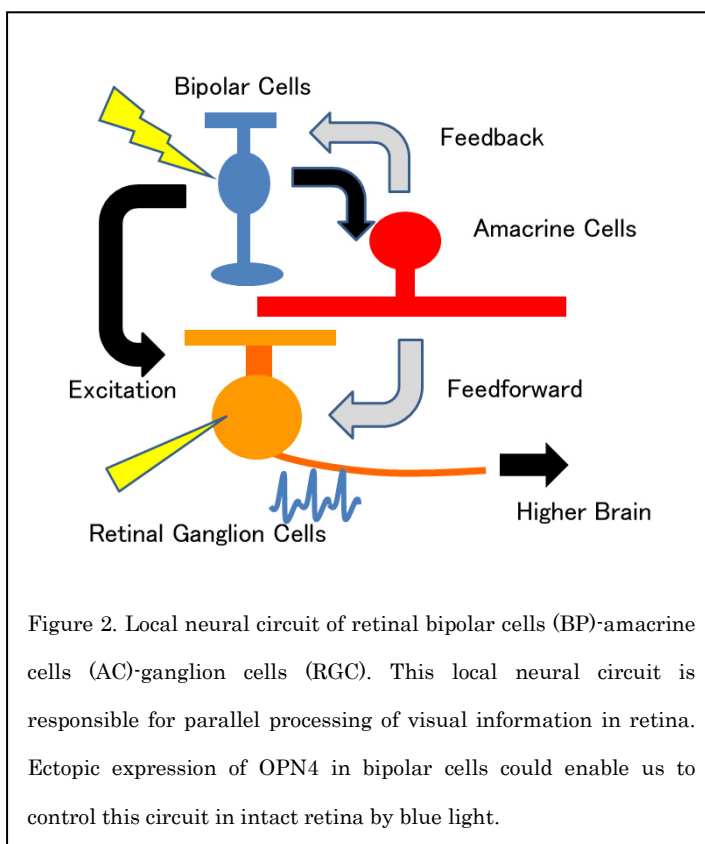 Bipolar Cells
Feedback
Amacrine Cells
Excitation
Feedforward
Retinal Ganglion Cells
Higher Brain
Figure 2. Local neural circuit of retinal bipolar cells (BP)-amacrine
cells (AC)-ganglion cells (RGC). This local neural circuit is
responsible for parallel processing of visual information in retina.
Ectopic expression of OPN4 in bipolar cells could enable us to
control this circuit in intact retina by blue light.